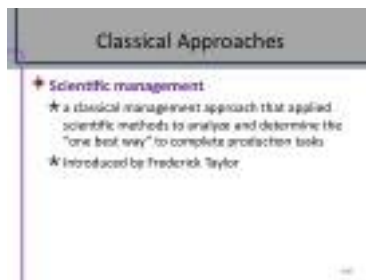 Classical Approaches
Scientific management
a classical management approach that applied
scientific methods to analyze and determine the
"one best way" to complete production tasks
Introduced by Frederick Taylor